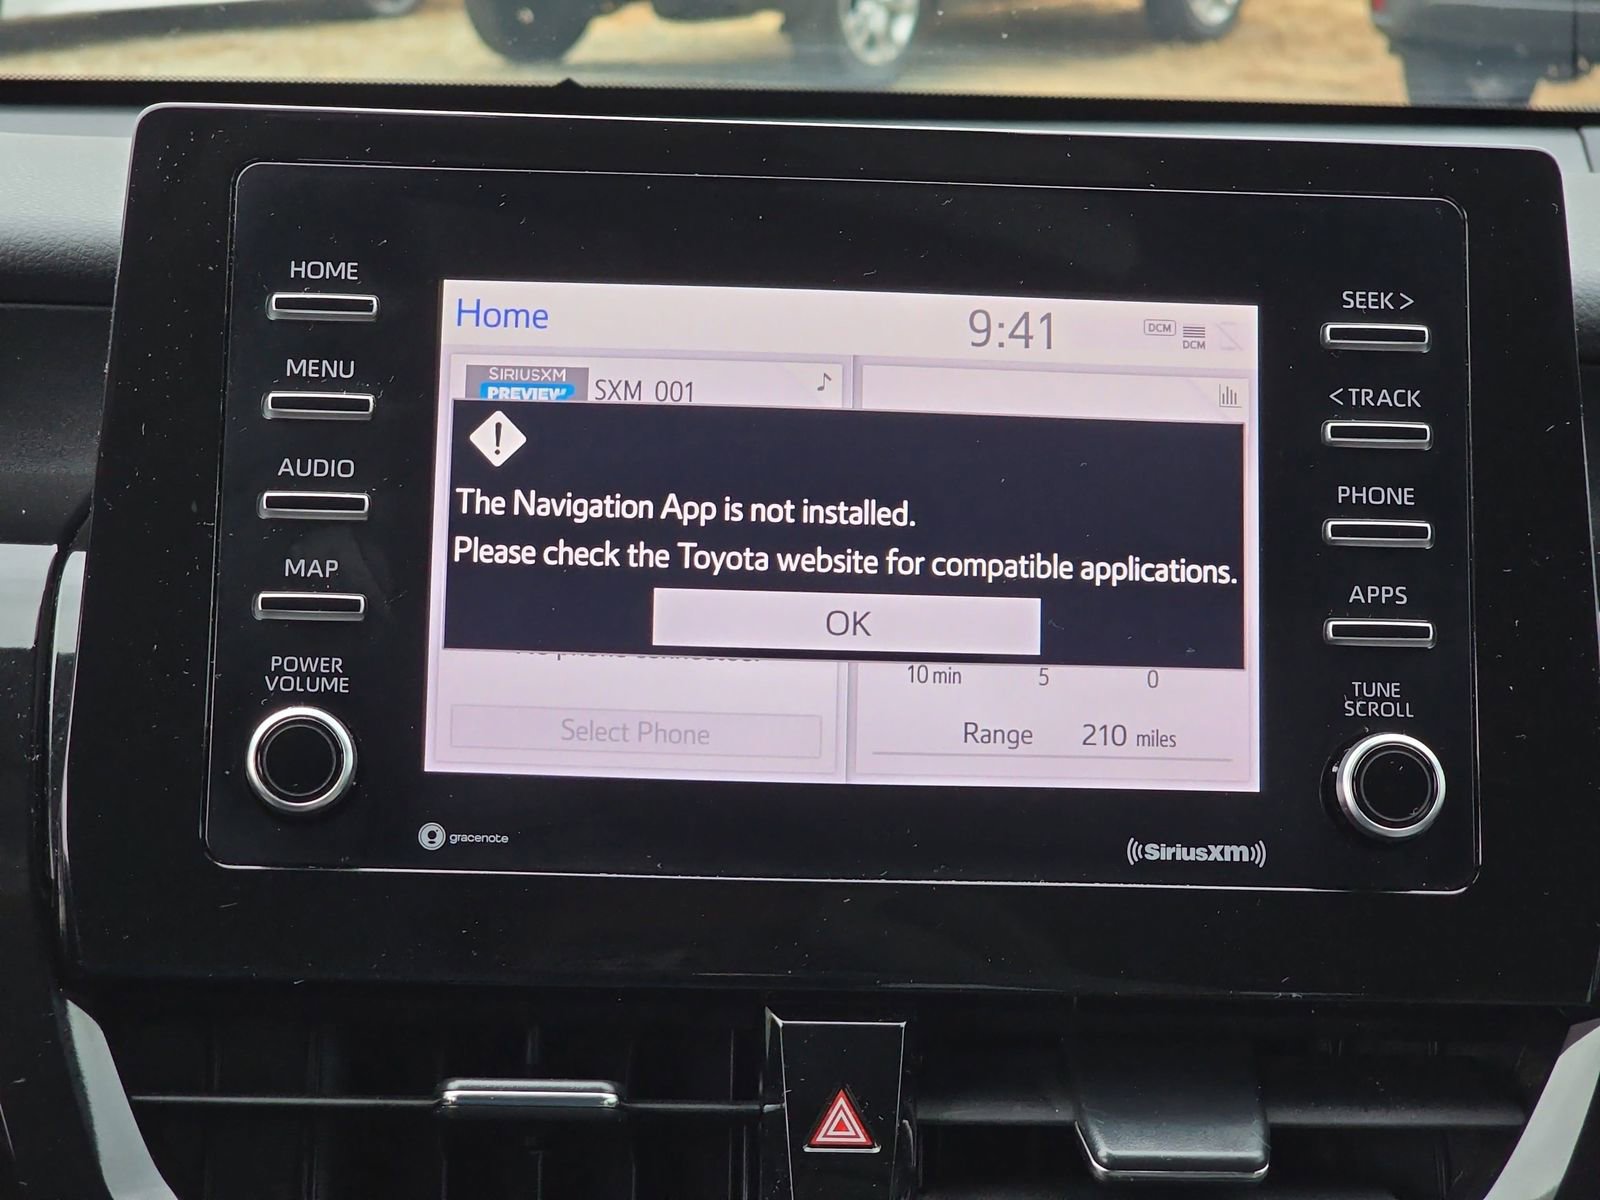 HOME
MENU
AUDIO
MAP
POWER
VOLUME
Home
9:41
DCM
DCM
SIRIUSXM
PREVIEW
SXM 001
!
The Navigation App is not installed.
Please check the Toyota website for compatible applications.
OK
Select Phone
10 min 5 0
Range 210 miles
SEEK >
< TRACK
PHONE
APPS
TUNE
SCROLL
gracenote
((SiriusXM))